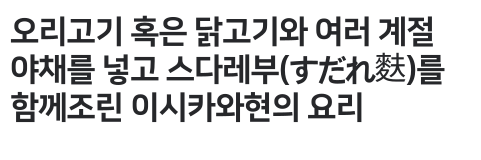 오리고기 혹은 닭고기와 여러 계절
야채를 넣고 스다레부(すだれ麩)를
함께조린 이시카와현의 요리